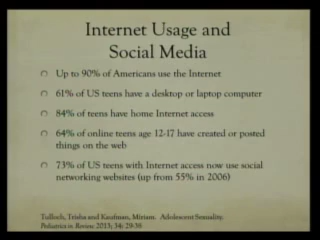 Internet Usage and
Social Media
Up to 90% of Americans use the Internet
61% of US teens have a desktop or laptop computer
84% of teens have home Internet access
64% of online teens age 12-17 have created or posted
things on the web
73% of US teens with Internet access now use social
networking websites (up from 55% in 2006)
Tulloch, Trisha and Kaufman, Miriam. Adolescent Sexuality.
Pediatrics in Review 2013; 34: 29-38